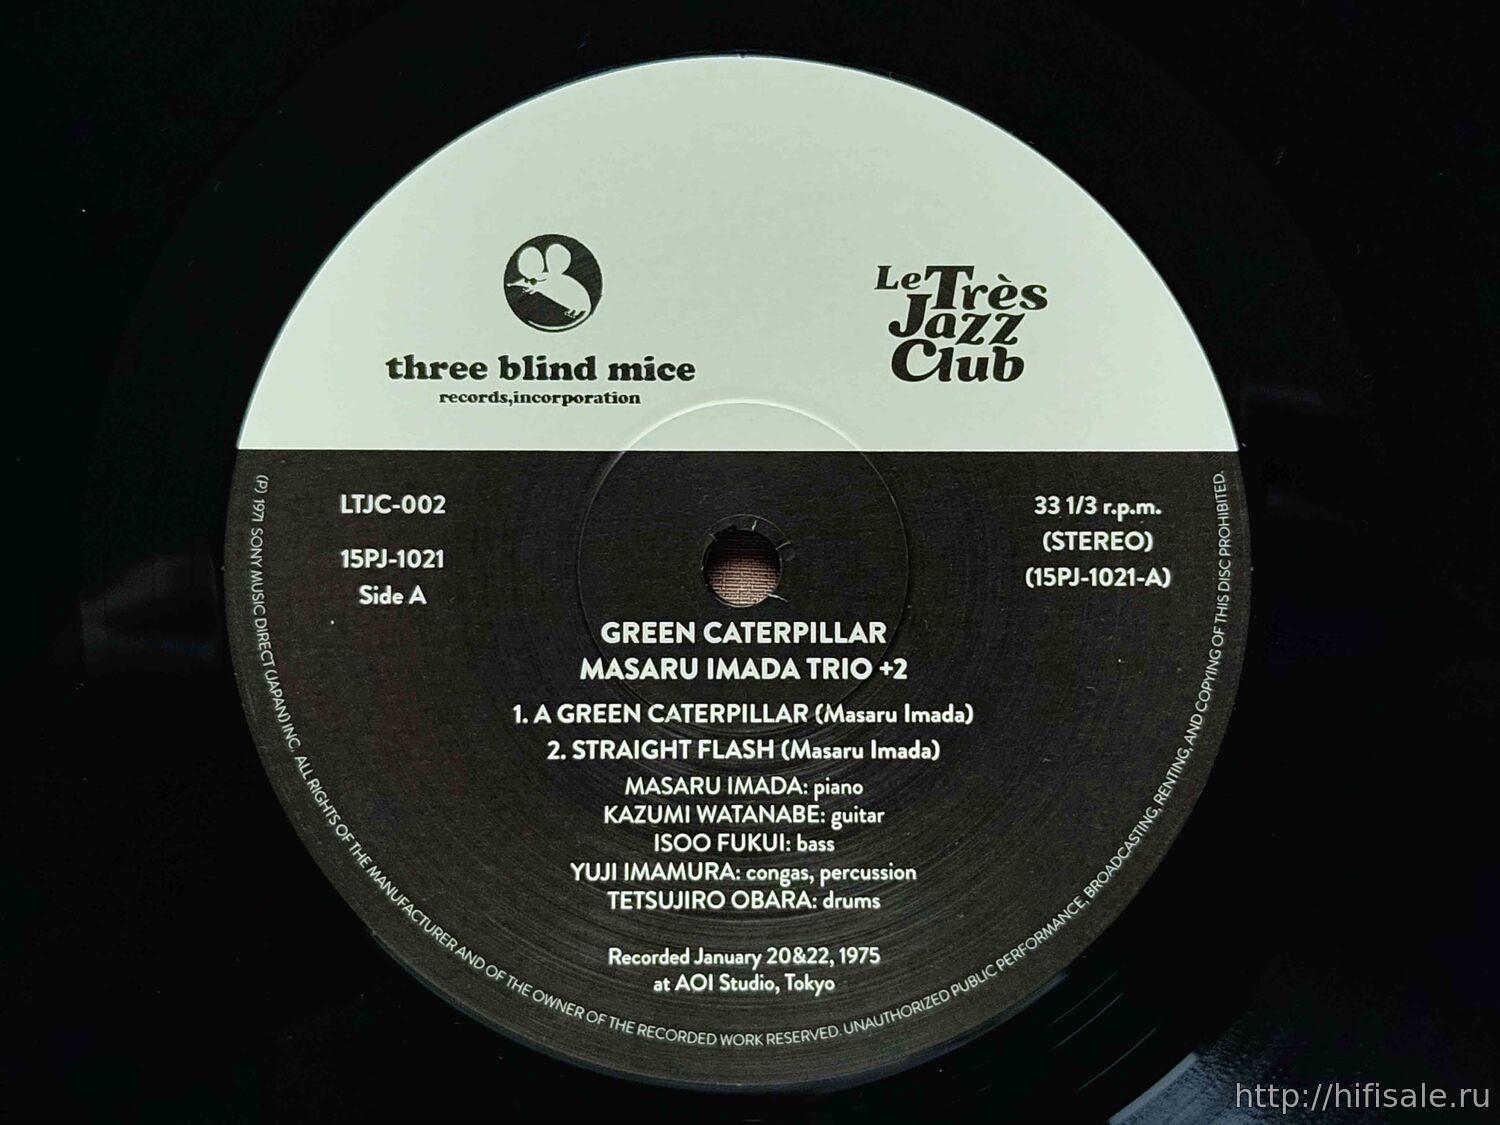 Le Très
Jazz
Club
three blind mice
records,incorporation
LTJC-002
15PJ-1021
Side A
33 1/3 r.p.m.
(STEREO)
(15PJ-1021-A)
GREEN CATERPILLAR
MASARU IMADA TRIO +2
1. A GREEN CATERPILLAR (Masaru Imada)
2. STRAIGHT FLASH (Masaru Imada)
MASARU IMADA: piano
KAZUMI WATANABE: guitar
ISOO FUKUI: bass
YUJI IMAMURA: congas, percussion
TETSUJIRO OBARA: drums
Recorded January 20&22, 1975
at AOI Studio, Tokyo
(P) 1971 SONY MUSIC DIRECT (JAPAN) INC. ALL RIGHTS OF THE MANUFACTURER AND OF THE OWNER OF THE RECORDED WORK RESERVED. UNAUTHORIZED PUBLIC PERFORMANCE, BROADCASTING, RENTING, AND COPYING OF THIS DISC PROHIBITED.
http://hifisale.ru